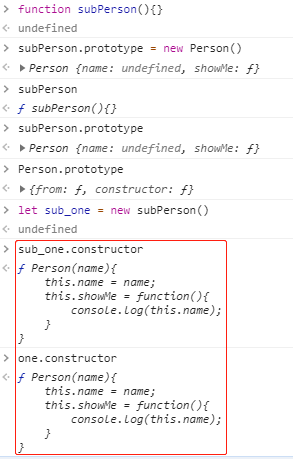 > function subPerson(){}
<· undefined
> subPerson.prototype = new Person()
<· ▶Person {name: undefined, showMe: ƒ}
> subPerson
<· ƒ subPerson(){}
> subPerson.prototype
<· ▶Person {name: undefined, showMe: ƒ}
> Person.prototype
<· ▶{from: ƒ, constructor: ƒ}
> let sub_one = new subPerson()
<· undefined
> sub_one.constructor
<· ƒ Person(name){
this.name = name;
this.showMe = function(){
console.log(this.name);
}
}
> one.constructor
<· ƒ Person(name){
this.name = name;
this.showMe = function(){
console.log(this.name);
}
}